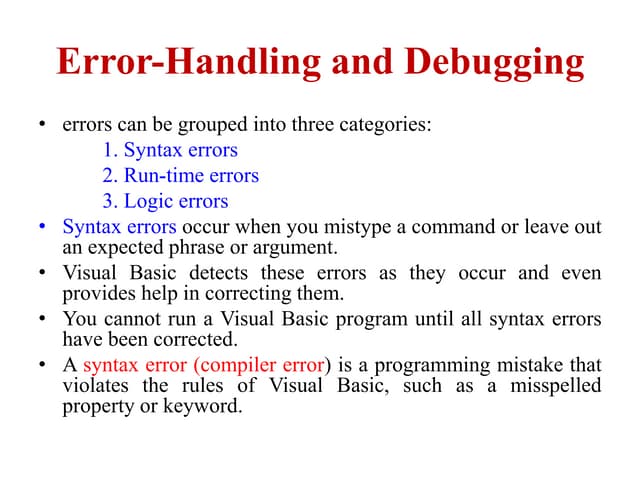 Error-Handling and Debugging
• errors can be grouped into three categories:
1. Syntax errors
2. Run-time errors
3. Logic errors
• Syntax errors occur when you mistype a command or leave out
an expected phrase or argument.
• Visual Basic detects these errors as they occur and even
provides help in correcting them.
• You cannot run a Visual Basic program until all syntax errors
have been corrected.
• A syntax error (compiler error) is a programming mistake that
violates the rules of Visual Basic, such as a misspelled
property or keyword.